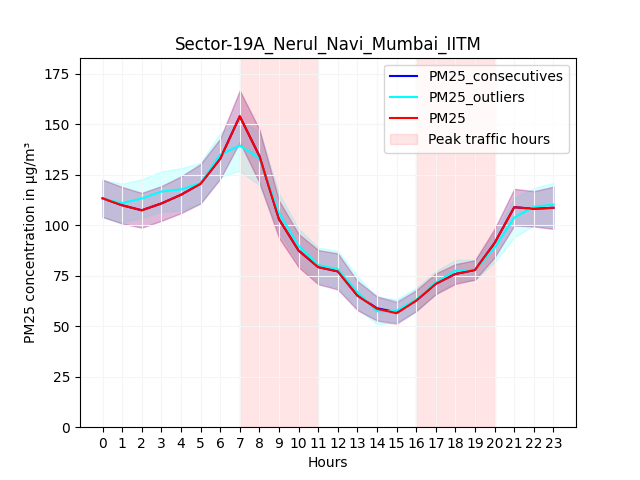 Sector-19A_Nerul_Navi_Mumbai_IITM
PM25_consecutives
PM25_outliers
PM25
Peak traffic hours
PM25 concentration in µg/m³
175
150
125
100
75
50
25
0
0 1 2 3 4 5 6 7 8 9 10 11 12 13 14 15 16 17 18 19 20 21 22 23
Hours